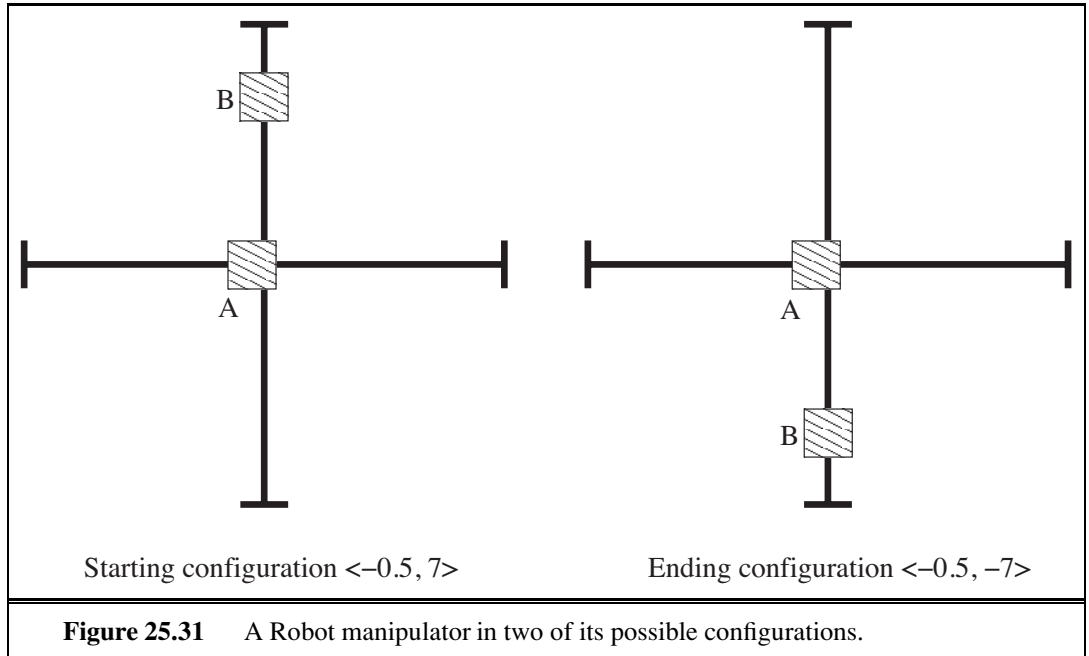 B
A
A
B
Starting configuration <–0.5, 7>
Ending configuration <–0.5, –7>
Figure 25.31 A Robot manipulator in two of its possible configurations.